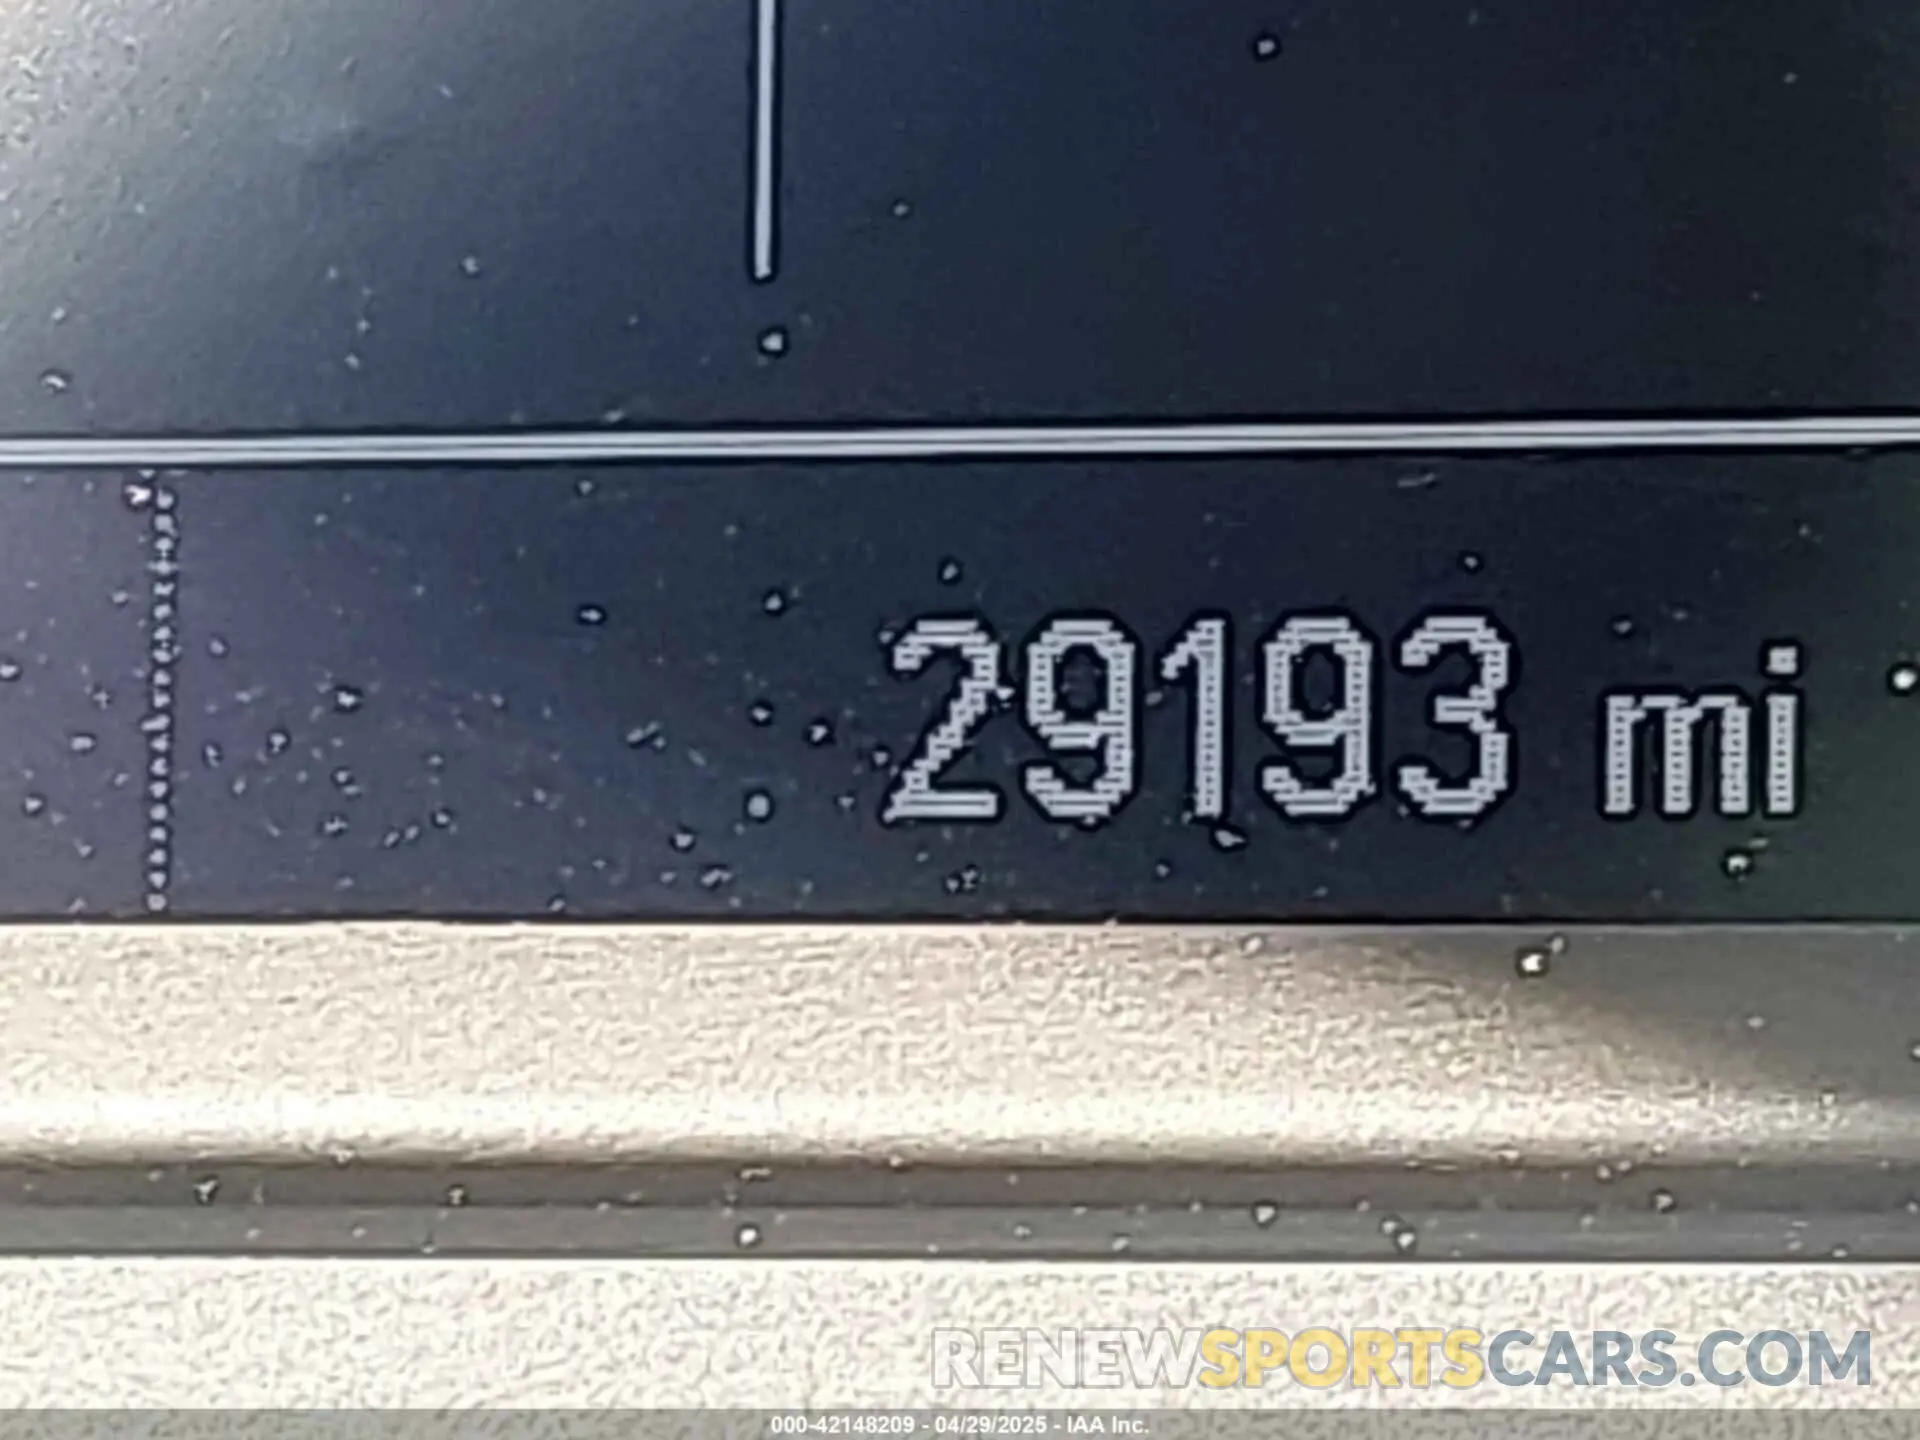 29193 mi
RENEWSPORTSCARS.COM
000-42148209 - 04/29/2025 - IAA Inc.